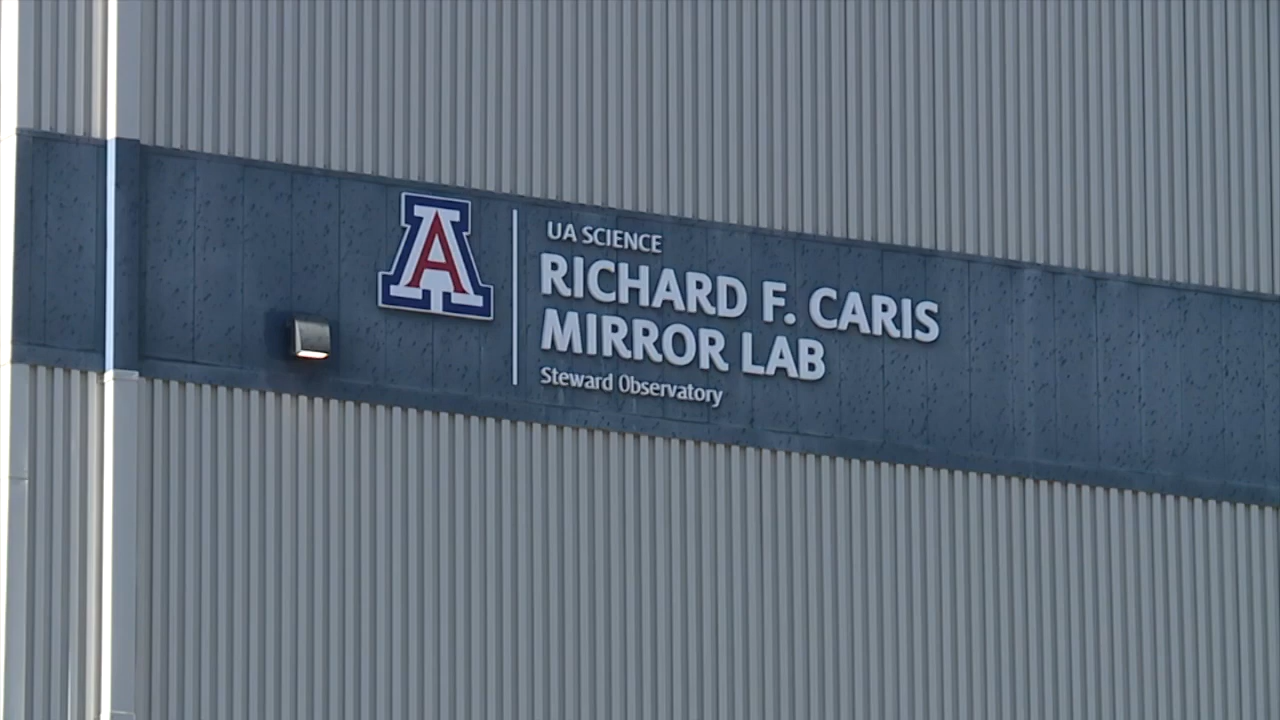 A
UA SCIENCE
RICHARD F. CARIS
MIRROR LAB
Steward Observatory